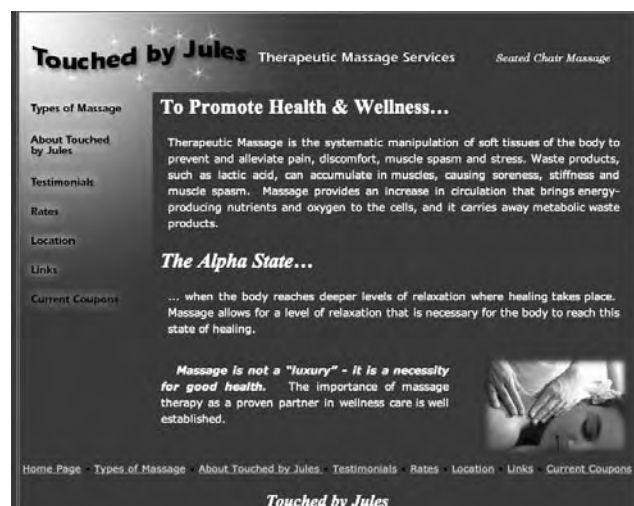 Touched by Jules
Therapeutic Massage Services
Seated Chair Massage
Types of Massage
About Touched
by Jules
Testimonials
Rates
Location
Links
Current Coupons
To Promote Health & Wellness...
Therapeutic Massage is the systematic manipulation of soft tissues of the body to
prevent and alleviate pain, discomfort, muscle spasm and stress. Waste products,
such as lactic acid, can accumulate in muscles, causing soreness, stiffness and
muscle spasm. Massage provides an increase in circulation that brings energy-
producing nutrients and oxygen to the cells, and it carries away metabolic waste
products.
The Alpha State...
... when the body reaches deeper levels of relaxation where healing takes place.
Massage allows for a level of relaxation that is necessary for the body to reach this
state of healing.
Massage is not a "luxury" - it is a necessity
for good health. The importance of massage
therapy as a proven partner in wellness care is well
established.
Home Page - Types of Massage - About Touched by Jules - Testimonials - Rates - Location - Links - Current Coupons
Touched by Jules